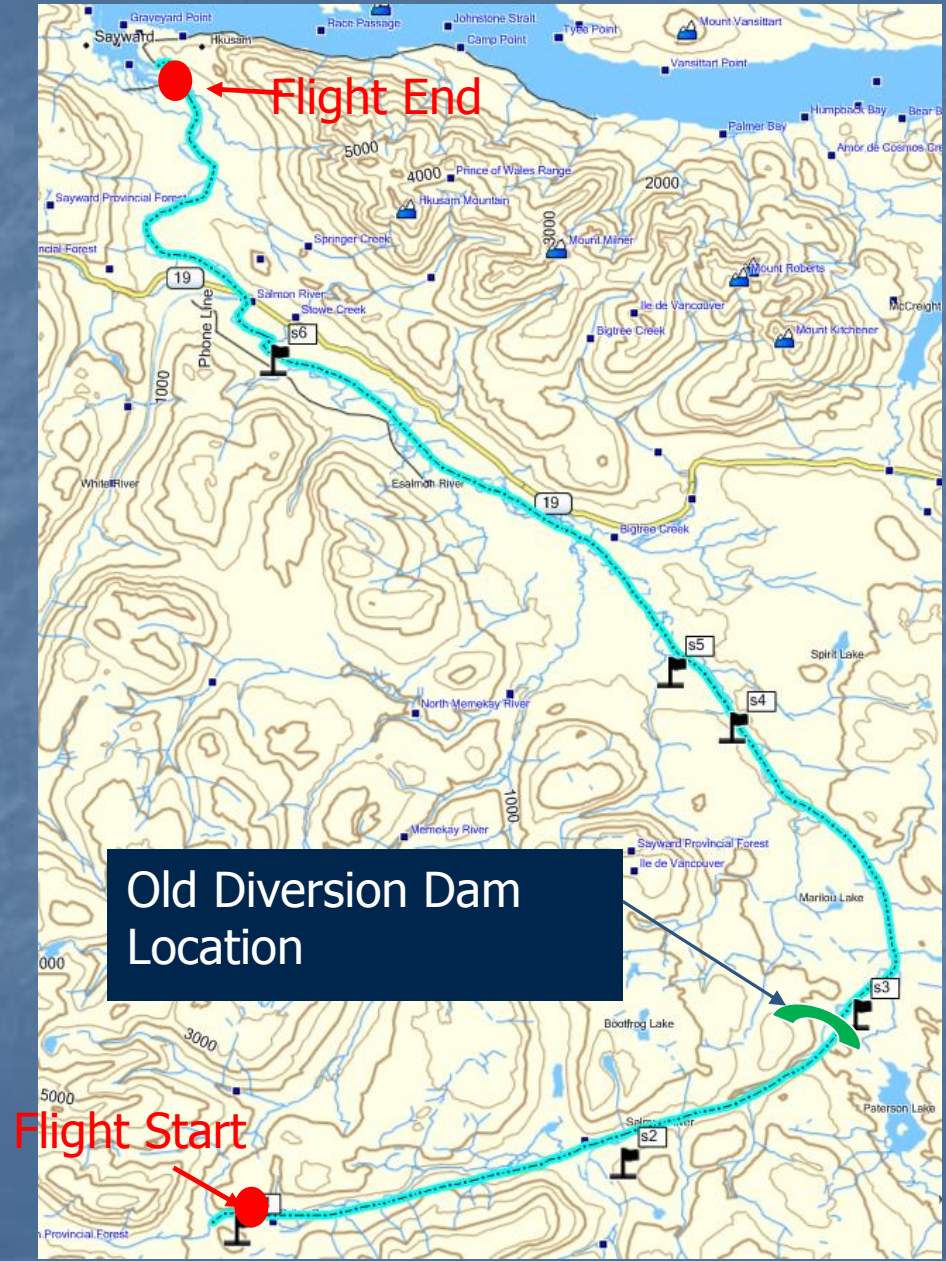 Graveyard Point
Race Passage
Johnstone Strait
Tyee Point
Mount Vansittart
Sayward
Hkusam
Camp Point
Vansittart Point
Flight End
Humpback Bay
Bear B
Palmer Bay
Amor de Cosmos Cre
5000
4000
Prince of Wales Range
2000
Sayward Provincial Forest
Hkusam Mountain
3000
Springer Creek
Mount Milner
ncial Forest
19
Mount Roberts
Salmon River
Phone Line
Stowe Creek
Ile de Vancouver
McCreight
s6
Bigtree Creek
Mount Kitchener
1000
White River
Esalmon River
19
Bigtree Creek
s5
Spirit Lake
s4
North Memekay River
1000
Memekay River
Sayward Provincial Forest
Ile de Vancouver
Old Diversion Dam
Location
Marilou Lake
000
s3
3000
Bootfrog Lake
5000
Paterson Lake
Flight Start
s2
Provincial Forest